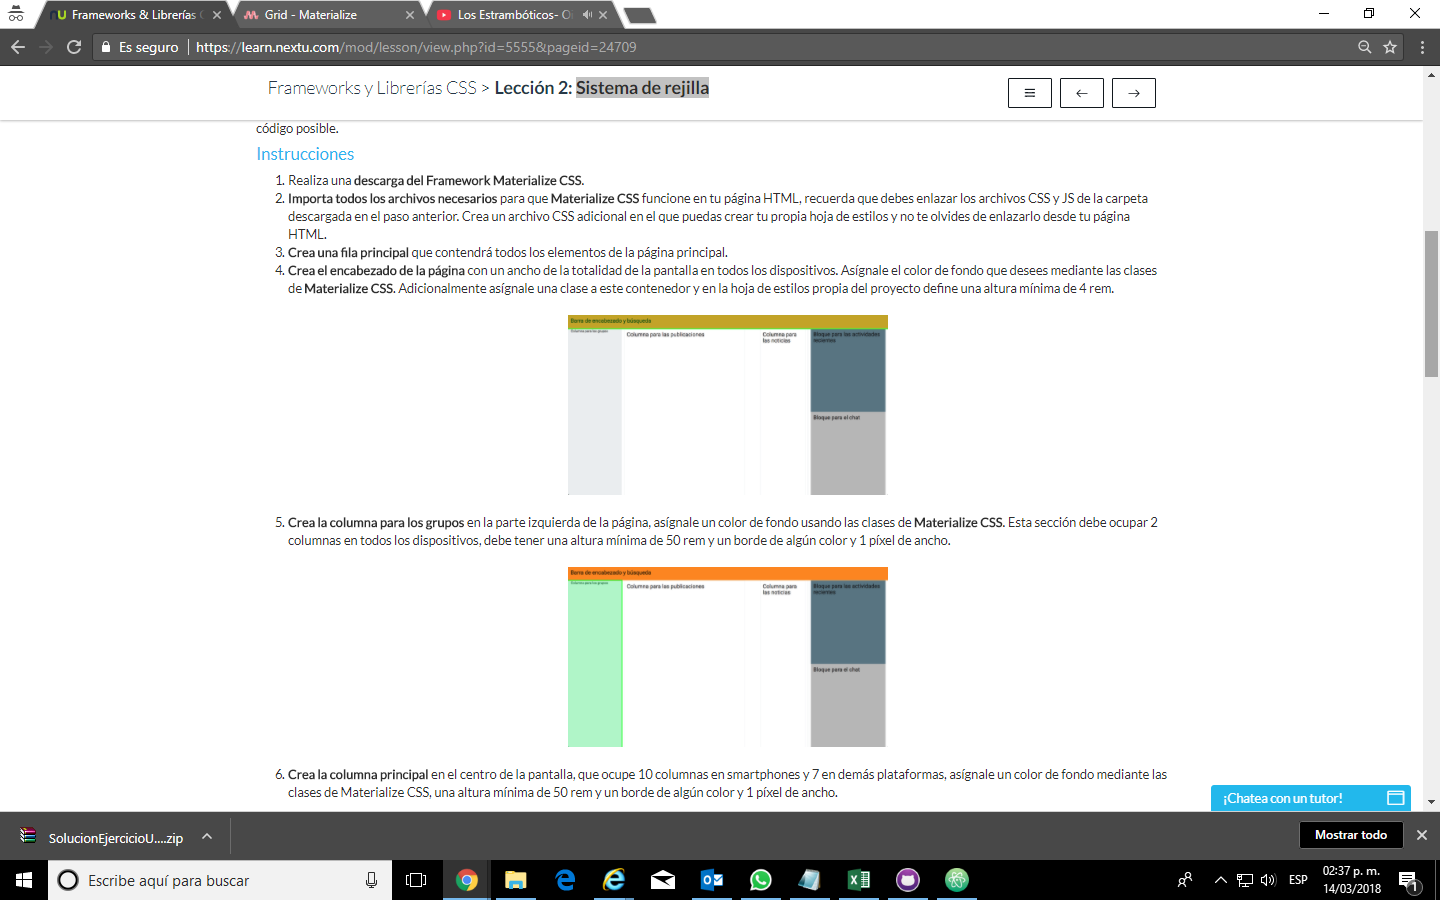 Frameworks & Librerías
Grid - Materialize
Los Estrambóticos- O
Es seguro
https://learn.nextu.com/mod/lesson/view.php?id=5555&pageid=24709
Frameworks y Librerías CSS > Lección 2: Sistema de rejilla
código posible.
Instrucciones
1. Realiza una descarga del Framework Materialize CSS.
2. Importa todos los archivos necesarios para que Materialize CSS funcione en tu página HTML, recuerda que debes enlazar los archivos CSS y JS de la carpeta
descargada en el paso anterior. Crea un archivo CSS adicional en el que puedas crear tu propia hoja de estilos y no te olvides de enlazarlo desde tu página
HTML.
3. Crea una fila principal que contendrá todos los elementos de la página principal.
4. Crea el encabezado de la página con un ancho de la totalidad de la pantalla en todos los dispositivos. Asígnale el color de fondo que desees mediante las clases
de Materialize CSS. Adicionalmente asígnale una clase a este contenedor y en la hoja de estilos propia del proyecto define una altura mínima de 4 rem.
Barra de encabezado y búsqueda
Columna para los grupos
Columna para las publicaciones
Columna para
las noticias
Bloque para las actividades
recientes
Bloque para el chat
5. Crea la columna para los grupos en la parte izquierda de la página, asígnale un color de fondo usando las clases de Materialize CSS. Esta sección debe ocupar 2
columnas en todos los dispositivos, debe tener una altura mínima de 50 rem y un borde de algún color y 1 píxel de ancho.
Barra de encabezado y búsqueda
Columna para los grupos
Columna para las publicaciones
Columna para
las noticias
Bloque para las actividades
recientes
Bloque para el chat
6. Crea la columna principal en el centro de la pantalla, que ocupe 10 columnas en smartphones y 7 en demás plataformas, asígnale un color de fondo mediante las
clases de Materialize CSS, una altura mínima de 50 rem y un borde de algún color y 1 píxel de ancho.
¡Chatea con un tutor!
SolucionEjercicioU....zip
Mostrar todo
Escribe aquí para buscar
ESP
02:37 p. m.
14/03/2018
1